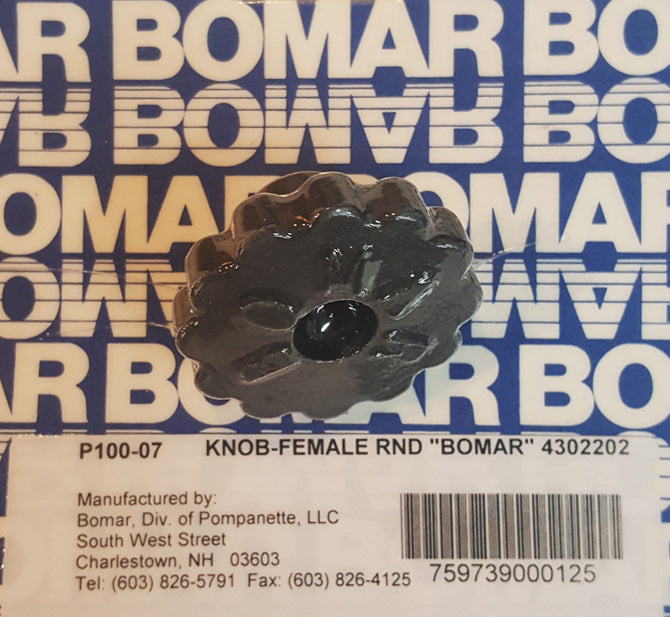 AR BOMAR BO
AR BOMAR BO
BOMAR BOMAR
BOMAR BOMAR
AR BOMAR BO
P100-07 KNOB-FEMALE RND "BOMAR" 4302202
Manufactured by:
Bomar, Div. of Pompanette, LLC
South West Street
Charlestown, NH 03603
Tel: (603) 826-5791 Fax: (603) 826-4125
759739000125